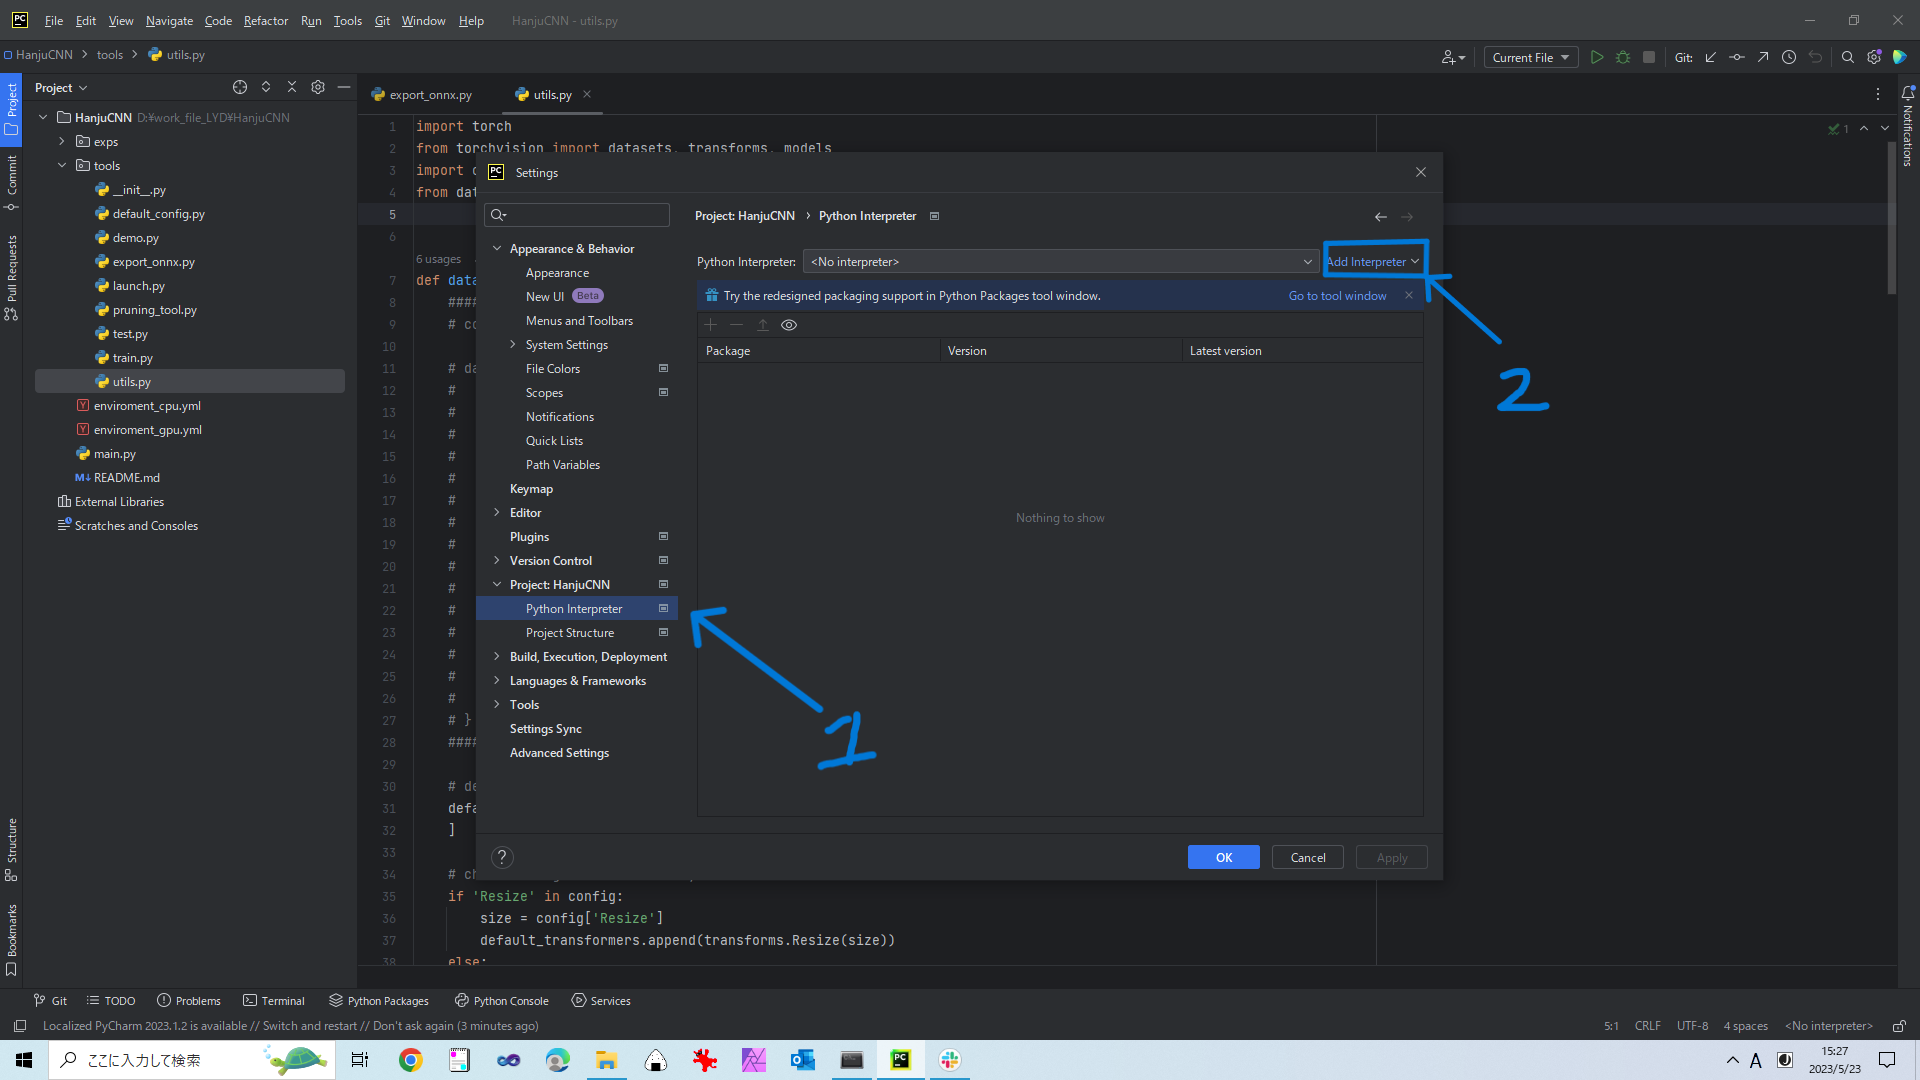 PC File Edit View Navigate Code Refactor Run Tools Git Window Help HanjuCNN - utils.py
HanjuCNN tools utils.py
Current File Git:
Project
export_onnx.py utils.py
HanjuCNN D:¥work_file_LYD¥HanjuCNN
exps
tools
__init__.py
default_config.py
demo.py
export_onnx.py
launch.py
pruning_tool.py
test.py
train.py
utils.py
enviroment_cpu.yml
enviroment_gpu.yml
main.py
README.md
External Libraries
Scratches and Consoles
Project
Commit
Pull Requests
Structure
Bookmarks
Notifications
1
1 import torch
2 from torchvision import datasets, transforms, models
3 import
4 from dat
5
6
6 usages
7 def data
8 ####
9 # co
10
11 # da
12 #
13 #
14 #
15 #
16 #
17 #
18 #
19 #
20 #
21 #
22 #
23 #
24 #
25 #
26 #
27 # }
28 ####
29
30 # de
31 defa
32 ]
33
34 # ch
35 if 'Resize' in config:
36 size = config['Resize']
37 default_transformers.append(transforms.Resize(size))
38 else:
PC Settings
Appearance & Behavior
Appearance
New UI Beta
Menus and Toolbars
System Settings
File Colors
Scopes
Notifications
Quick Lists
Path Variables
Keymap
Editor
Plugins
Version Control
Project: HanjuCNN
Python Interpreter
Project Structure
Build, Execution, Deployment
Languages & Frameworks
Tools
Settings Sync
Advanced Settings
Project: HanjuCNN › Python Interpreter
Python Interpreter: <No interpreter> Add Interpreter
Try the redesigned packaging support in Python Packages tool window. Go to tool window
Package Version Latest version
Nothing to show
1
2
? OK Cancel Apply
Git TODO Problems Terminal Python Packages Python Console Services
Localized PyCharm 2023.1.2 is available // Switch and restart // Don't ask again (3 minutes ago) 5:1 CRLF UTF-8 4 spaces <No interpreter>
ここに入力して検索
PC
A
15:27
2023/5/23